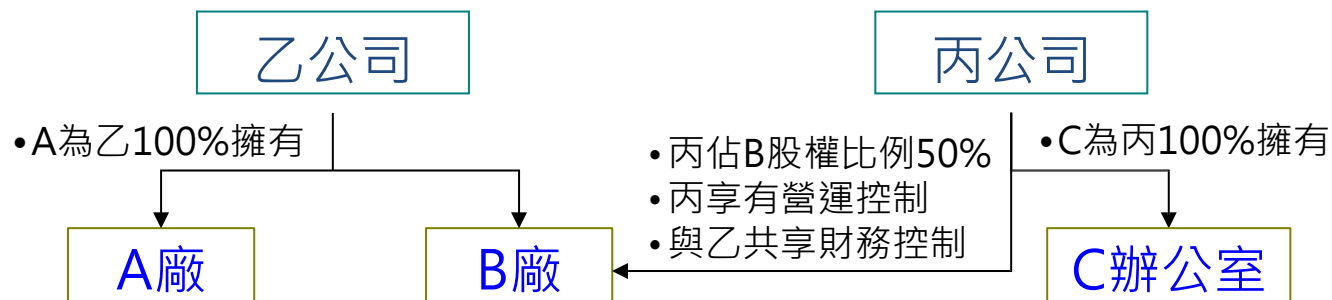 乙公司
丙公司
•A為乙100%擁有
•丙佔B股權比例50%
•丙享有營運控制
•與乙共享財務控制
•C為丙100%擁有
A廠
B廠
C辦公室